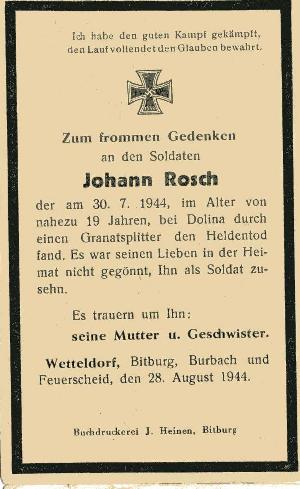 Ich habe den guten Kampf gekämpft,
den Lauf vollendet den Glauben bewahrt.
Zum frommen Gedenken
an den Soldaten
Johann Rosch
der am 30. 7. 1944, im Alter von
nahezu 19 Jahren, bei Dolina durch
einen Granatsplitter den Heldentod
fand. Es war seinen Lieben in der Hei-
mat nicht gegönnt, Ihn als Soldat zu-
sehn.
Es trauern um Ihn:
seine Mutter u. Geschwister.
Wetteldorf, Bitburg, Burbach und
Feuerscheid, den 28. August 1944.
Buchdruckerei J. Heinen, Bitburg